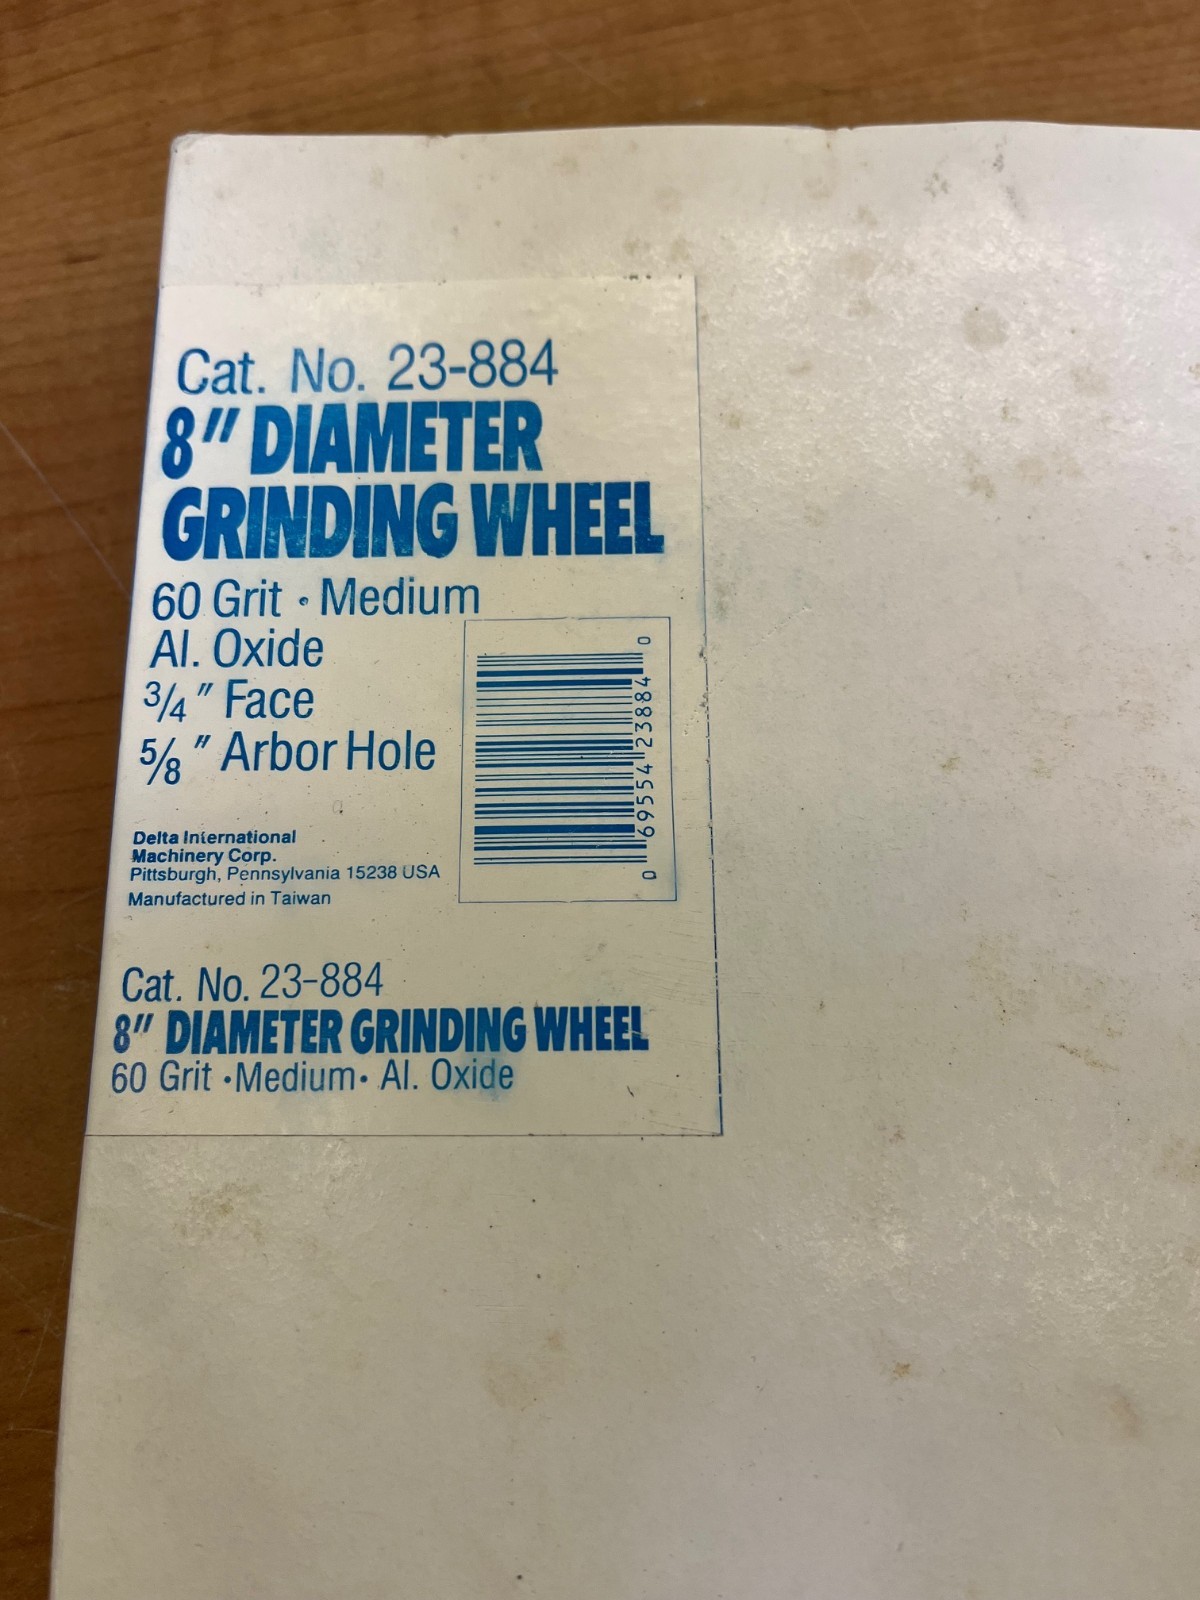 Cat. No. 23-884
8" DIAMETER
GRINDING WHEEL
60 Grit • Medium
Al. Oxide
3/4" Face
5/8" Arbor Hole
0 69554 23884 0
Delta International
Machinery Corp.
Pittsburgh, Pennsylvania 15238 USA
Manufactured in Taiwan
Cat. No. 23-884
8" DIAMETER GRINDING WHEEL
60 Grit •Medium• Al. Oxide